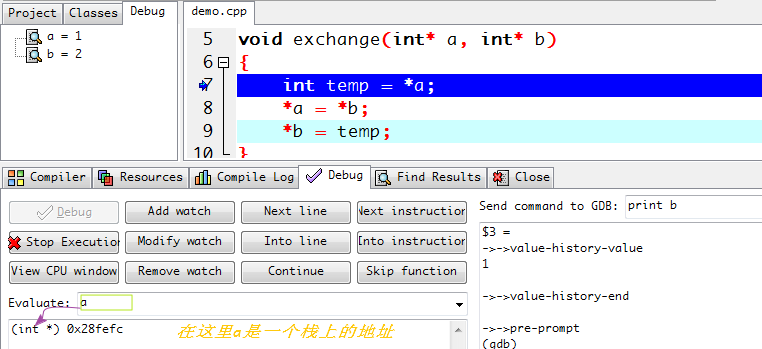 Project Classes Debug
a = 1
b = 2
demo.cpp
5 void exchange(int* a, int* b)
6 {
7 int temp = *a;
8 *a = *b;
9 *b = temp;
10 }
Compiler Resources Compile Log Debug Find Results Close
Debug Add watch Next line Next instruction
Stop Execution Modify watch Into line Into instruction
View CPU window Remove watch Continue Skip function
Evaluate: a
(int *) 0x28fefc
在这里a是一个栈上的地址
Send command to GDB: print b
$3 =
->->value-history-value
1
->->value-history-end
->->pre-prompt
(gdb)